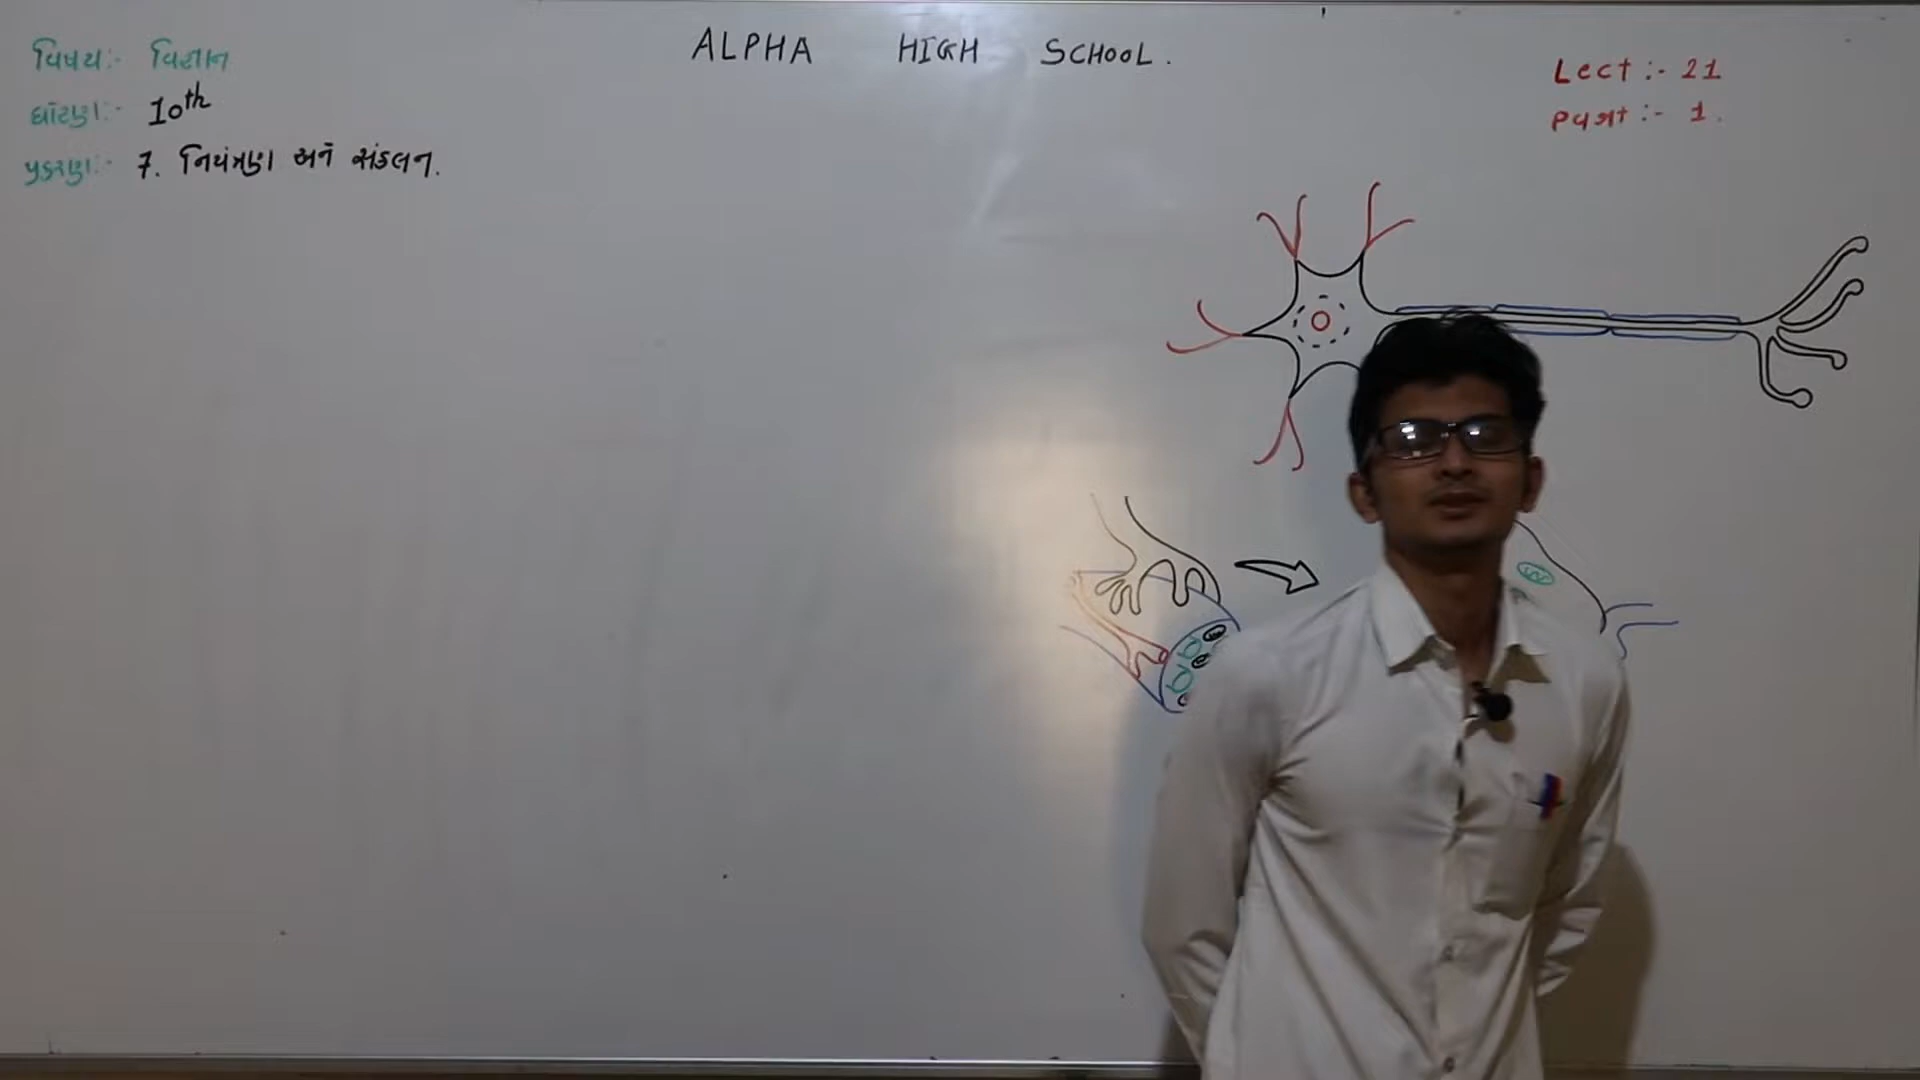 ALPHA HIGH SCHOOL.
વિષય:- વિજ્ઞાન
ધોરણ:- 10th
પ્રકરણ:- 7. નિયંત્રણ અને સંકલન.
Lect:- 21
Part:- 1.